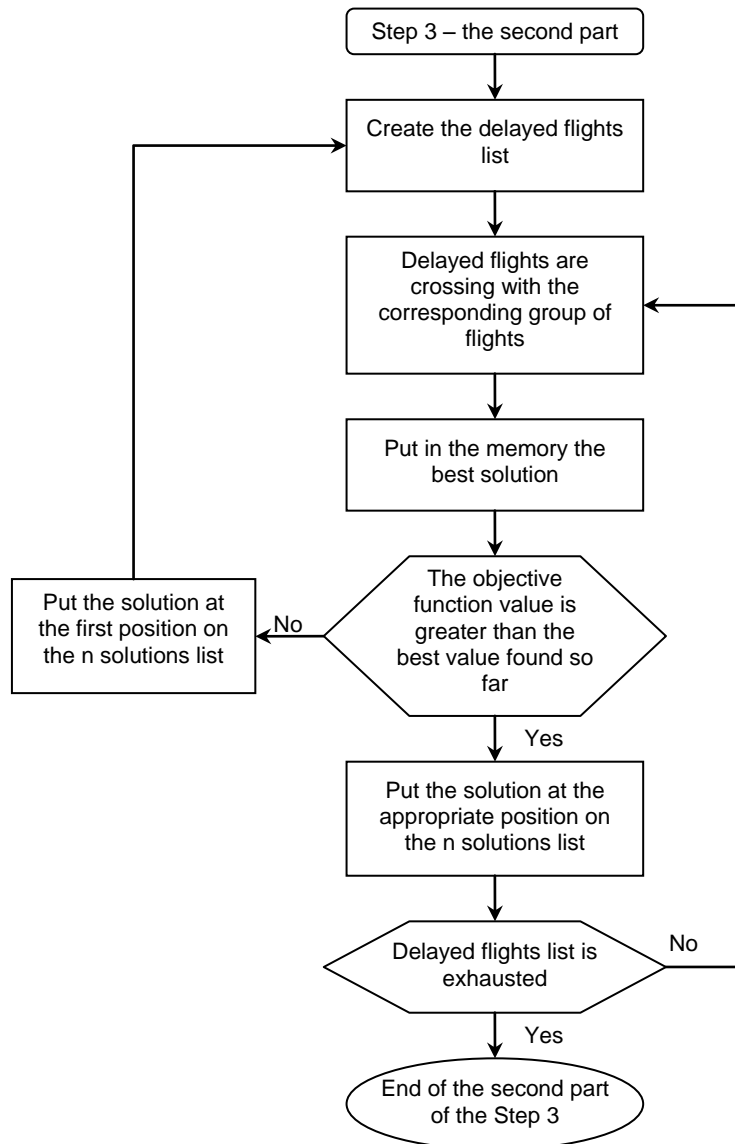 Step 3 – the second part
Create the delayed flights
list
Delayed flights are
crossing with the
corresponding group of
flights
Put in the memory the
best solution
The objective
function value is
greater than the
best value found so
far
No
Put the solution at
the first position on
the n solutions list
Yes
Put the solution at the
appropriate position on
the n solutions list
Delayed flights list is
exhausted
No
Yes
End of the second part
of the Step 3